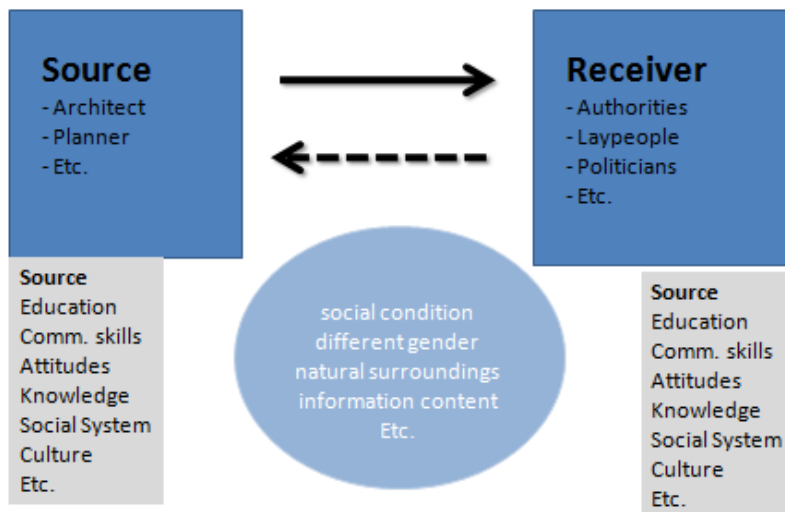 Source
- Architect
- Planner
- Etc.
Receiver
- Authorities
- Laypeople
- Politicians
- Etc.
Source
Education
Comm. skills
Attitudes
Knowledge
Social System
Culture
Etc.
social condition
different gender
natural surroundings
information content
Etc.
Source
Education
Comm. skills
Attitudes
Knowledge
Social System
Culture
Etc.